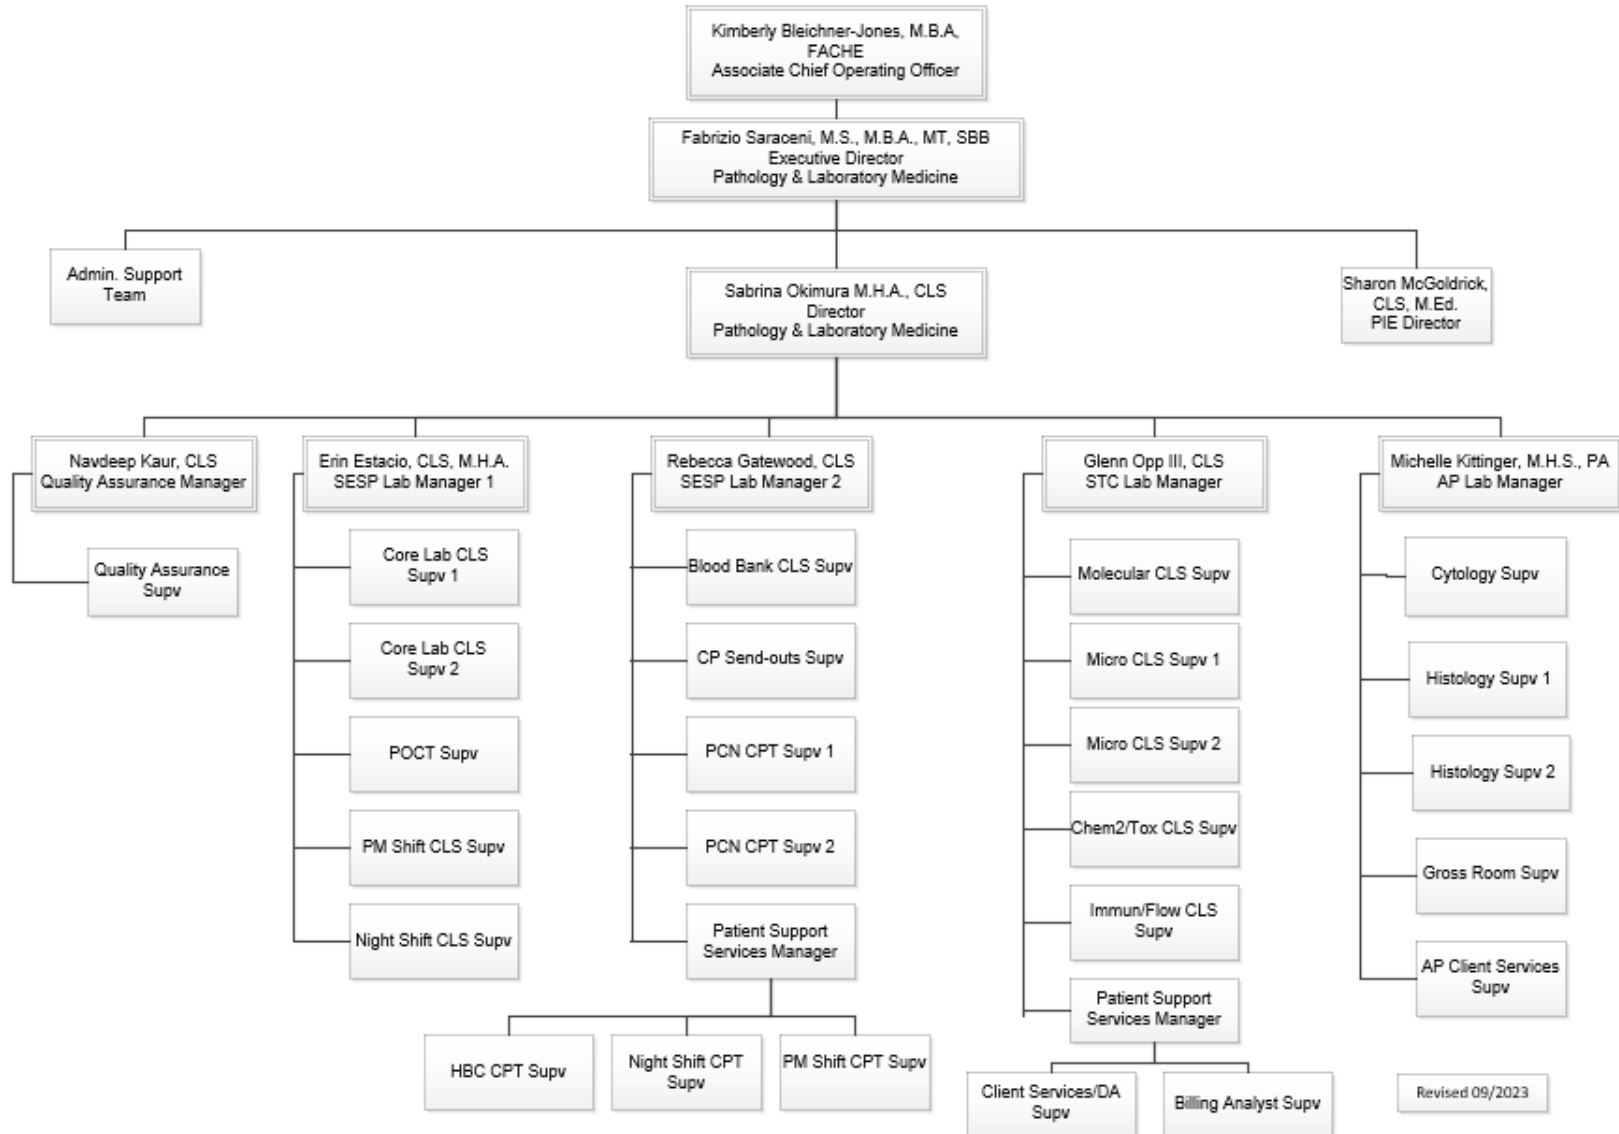 Kimberly Bleichner-Jones, M.B.A,
FACHE
Associate Chief Operating Officer
Fabrizio Saraceni, M.S., M.B.A., MT, SBB
Executive Director
Pathology & Laboratory Medicine
Admin. Support
Team
Sabrina Okimura M.H.A., CLS
Director
Pathology & Laboratory Medicine
Sharon McGoldrick,
CLS, M.Ed.
PIE Director
Navdeep Kaur, CLS
Quality Assurance Manager
Quality Assurance
Supv
Erin Estacio, CLS, M.H.A.
SESP Lab Manager 1
Core Lab CLS
Supv 1
Core Lab CLS
Supv 2
POCT Supv
PM Shift CLS Supv
Night Shift CLS Supv
Rebecca Gatewood, CLS
SESP Lab Manager 2
Blood Bank CLS Supv
CP Send-outs Supv
PCN CPT Supv 1
PCN CPT Supv 2
Patient Support
Services Manager
HBC CPT Supv
Night Shift CPT
Supv
PM Shift CPT Supv
Glenn Opp III, CLS
STC Lab Manager
Molecular CLS Supv
Micro CLS Supv 1
Micro CLS Supv 2
Chem2/Tox CLS Supv
Immun/Flow CLS
Supv
Patient Support
Services Manager
Client Services/DA
Supv
Billing Analyst Supv
Michelle Kittinger, M.H.S., PA
AP Lab Manager
Cytology Supv
Histology Supv 1
Histology Supv 2
Gross Room Supv
AP Client Services
Supv
Revised 09/2023